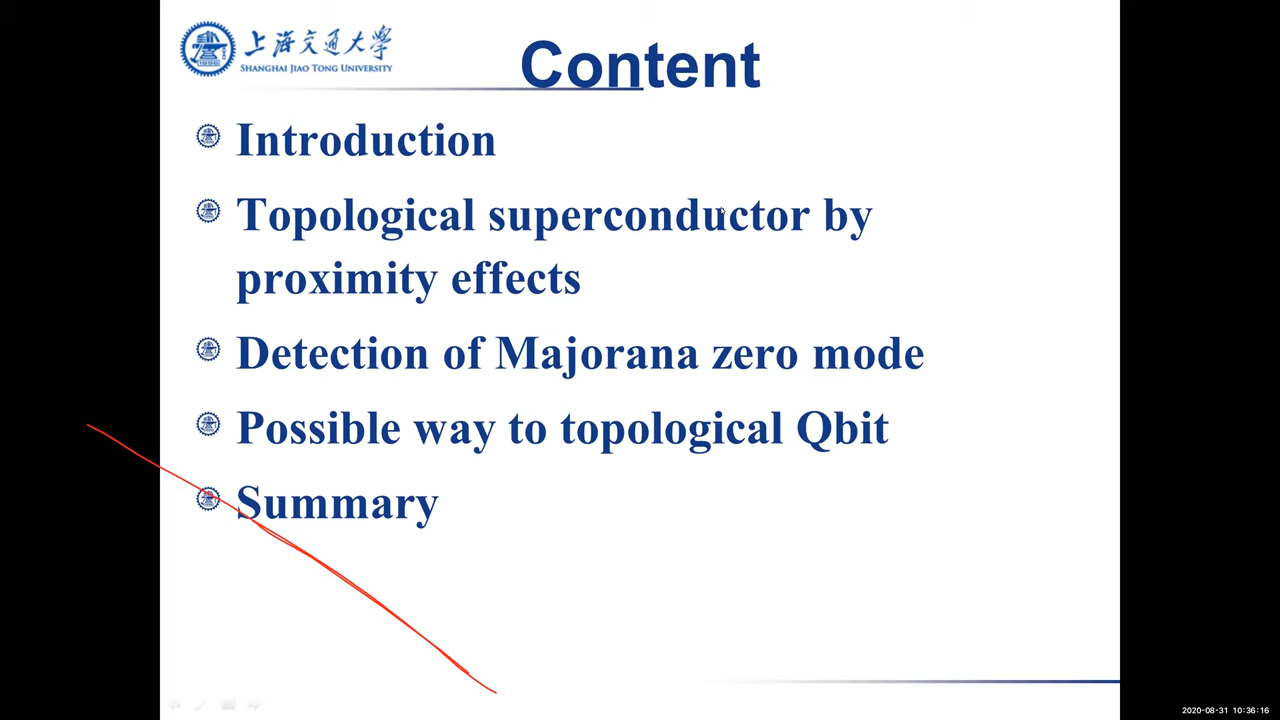 上海交通大学
SHANGHAI JIAO TONG UNIVERSITY
Content
Introduction
Topological superconductor by
proximity effects
Detection of Majorana zero mode
Possible way to topological Qbit
Summary
2020-08-31 10:36:16